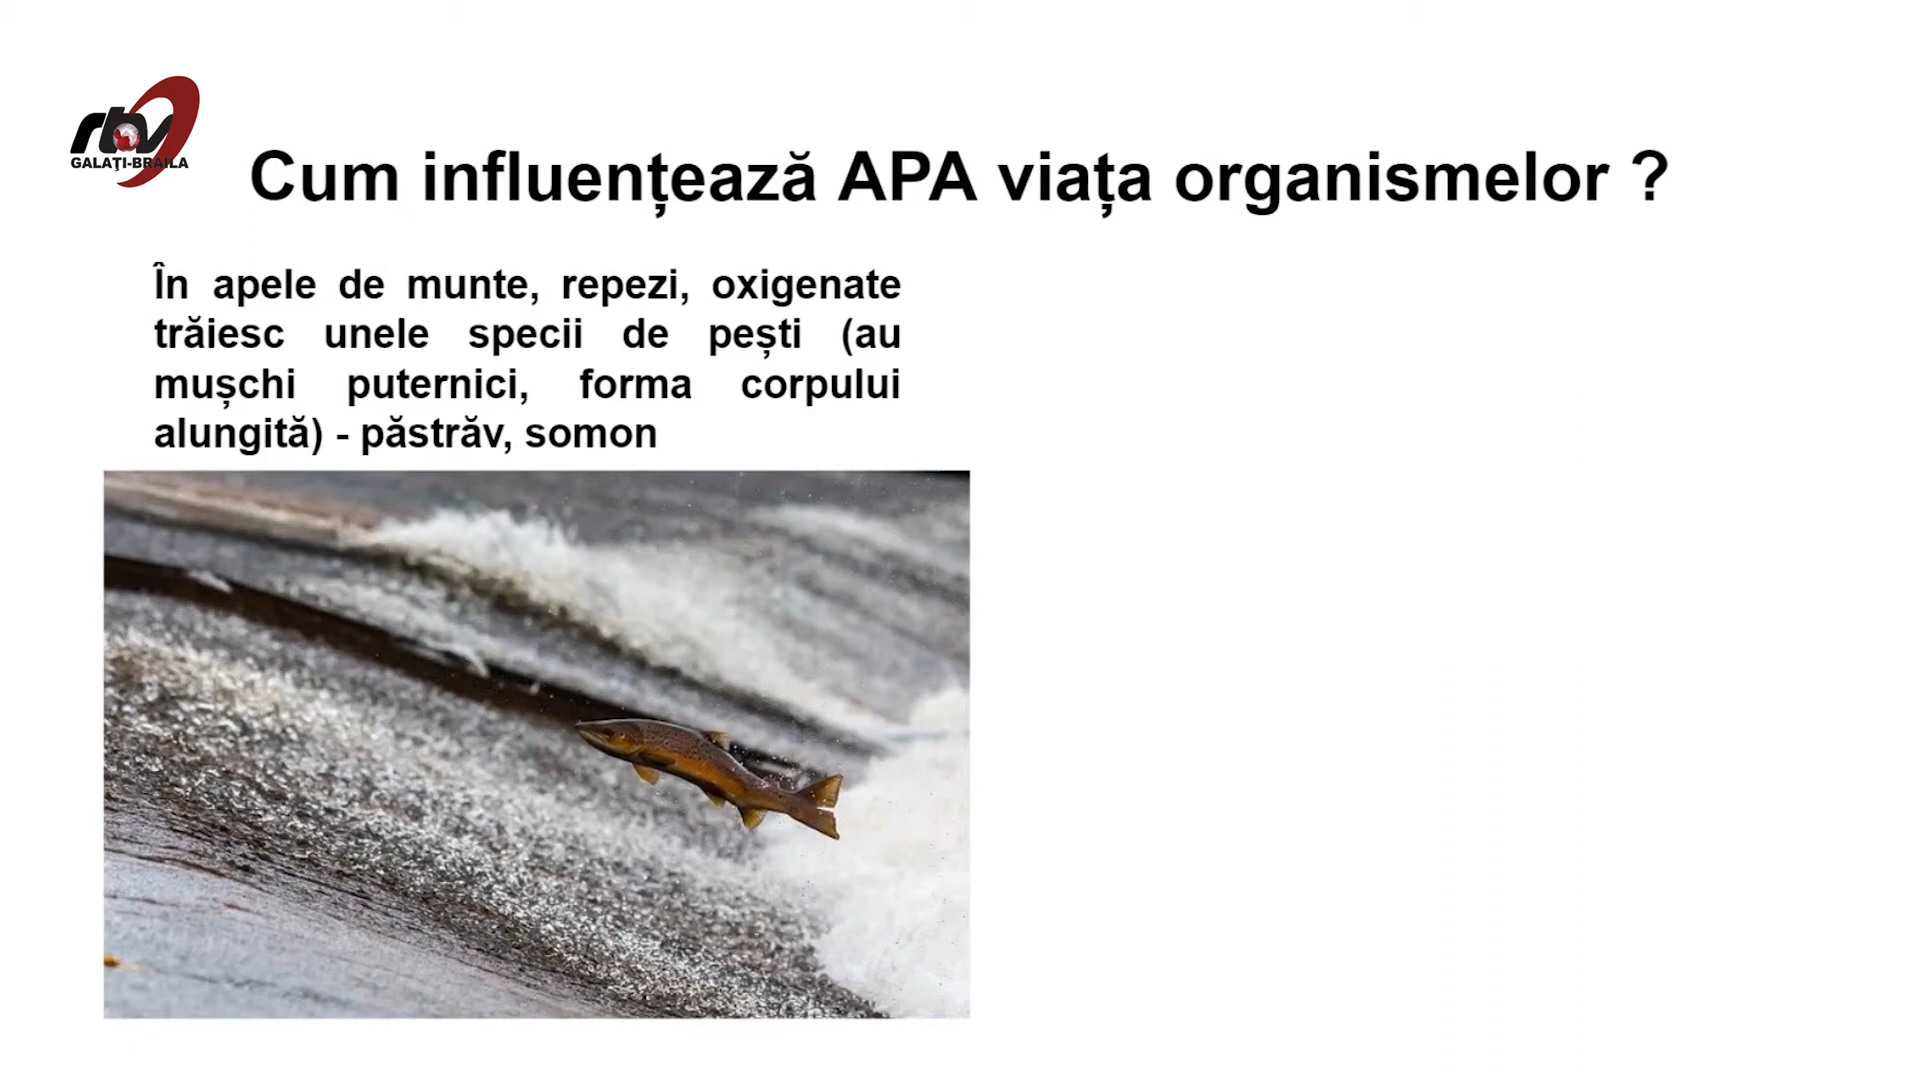 rtv
GALAŢI-BRĂILA
Cum influențează APA viața organismelor ?
În apele de munte, repezi, oxigenate
trăiesc unele specii de pești (au
mușchi puternici, forma corpului
alungită) - păstrăv, somon